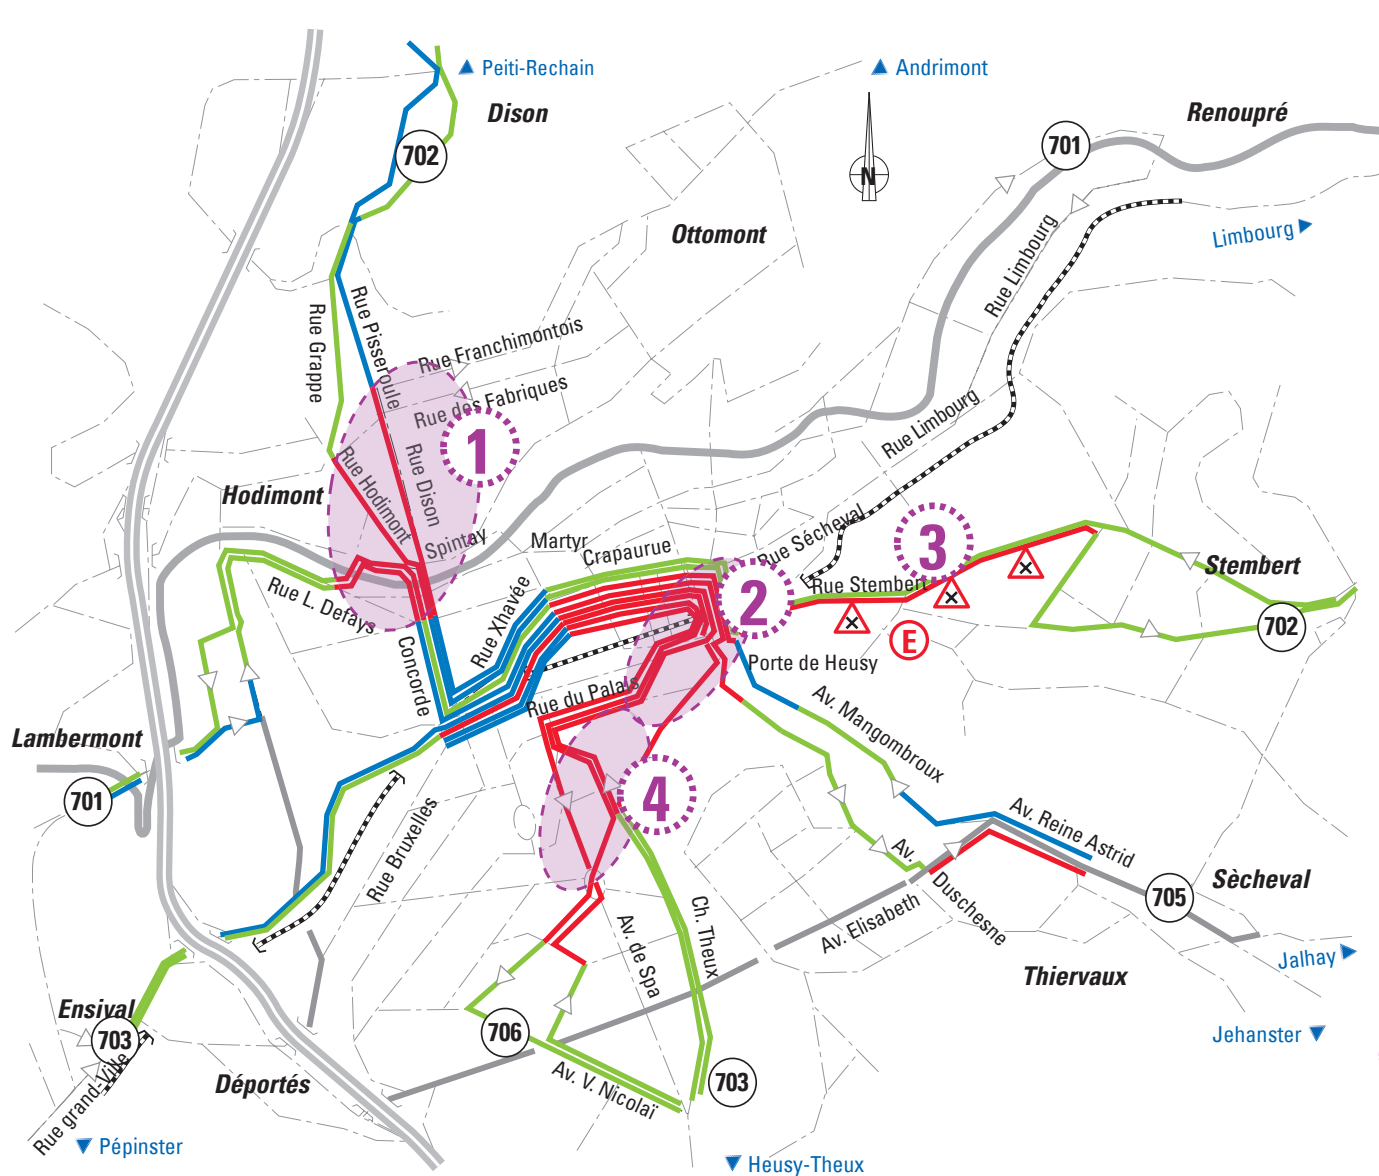 Peiti-Rechain
Andrimont
Dison
Renoupré
701
702
N
Ottomont
Limbourg
Rue Limbourg
Rue Grappe
Rue Pisseroule
Rue Franchimontois
Rue des Fabriques
Rue Limbourg
1
Rue Hodimont
Rue Dison
Hodimont
Spintay
Martyr
Crapaurue
Rue Sécheval
3
Stembert
Rue L. Defays
Rue Xhavée
Rue Stembert
2
702
E
Concorde
Porte de Heusy
Rue du Palais
Av. Mangombroux
Lambermont
701
4
Rue Bruxelles
Av. Reine Astrid
Av.
Duschesne
Sècheval
705
Ch. Theux
Av. de Spa
Av. Elisabeth
Jalhay
Thiervaux
Ensival
703
706
Jehanster
Rue grand-Ville
Déportés
Av. V. Nicolaï
703
Pépinster
Heusy-Theux